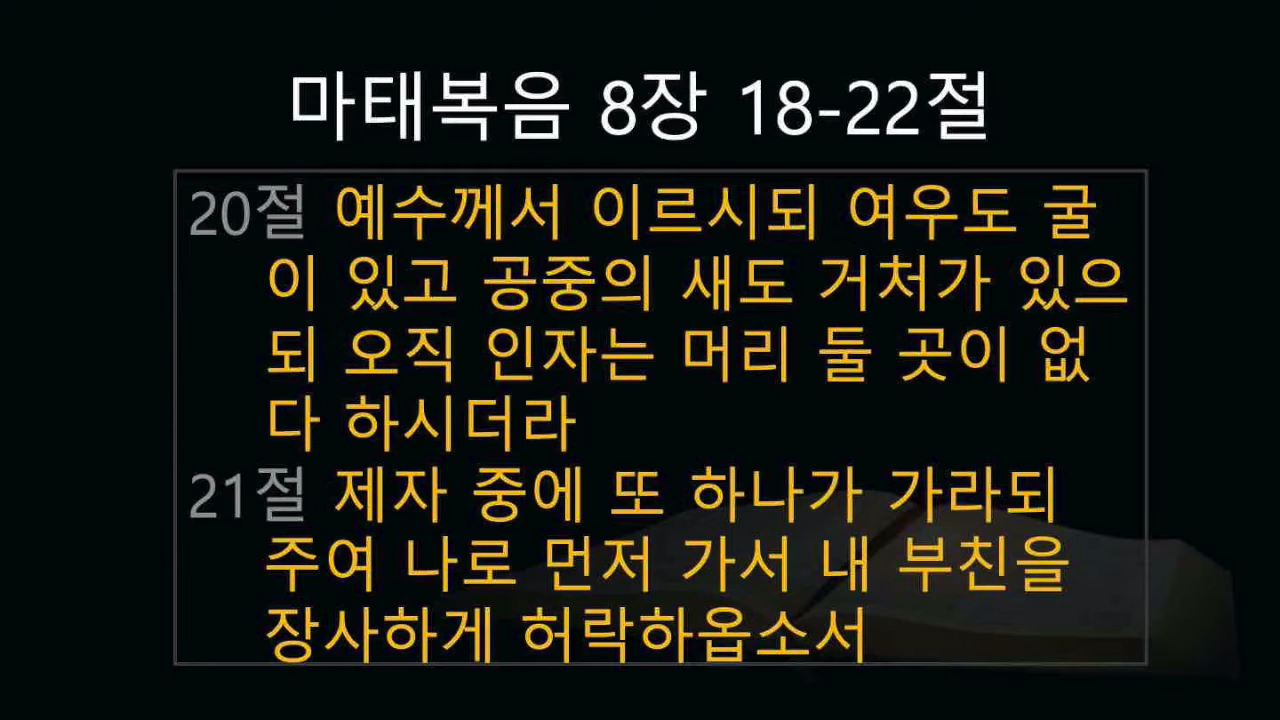 마태복음 8장 18-22절
20절 예수께서 이르시되 여우도 굴
이 있고 공중의 새도 거처가 있으
되 오직 인자는 머리 둘 곳이 없
다 하시더라
21절 제자 중에 또 하나가 가라되
주여 나로 먼저 가서 내 부친을
장사하게 허락하옵소서